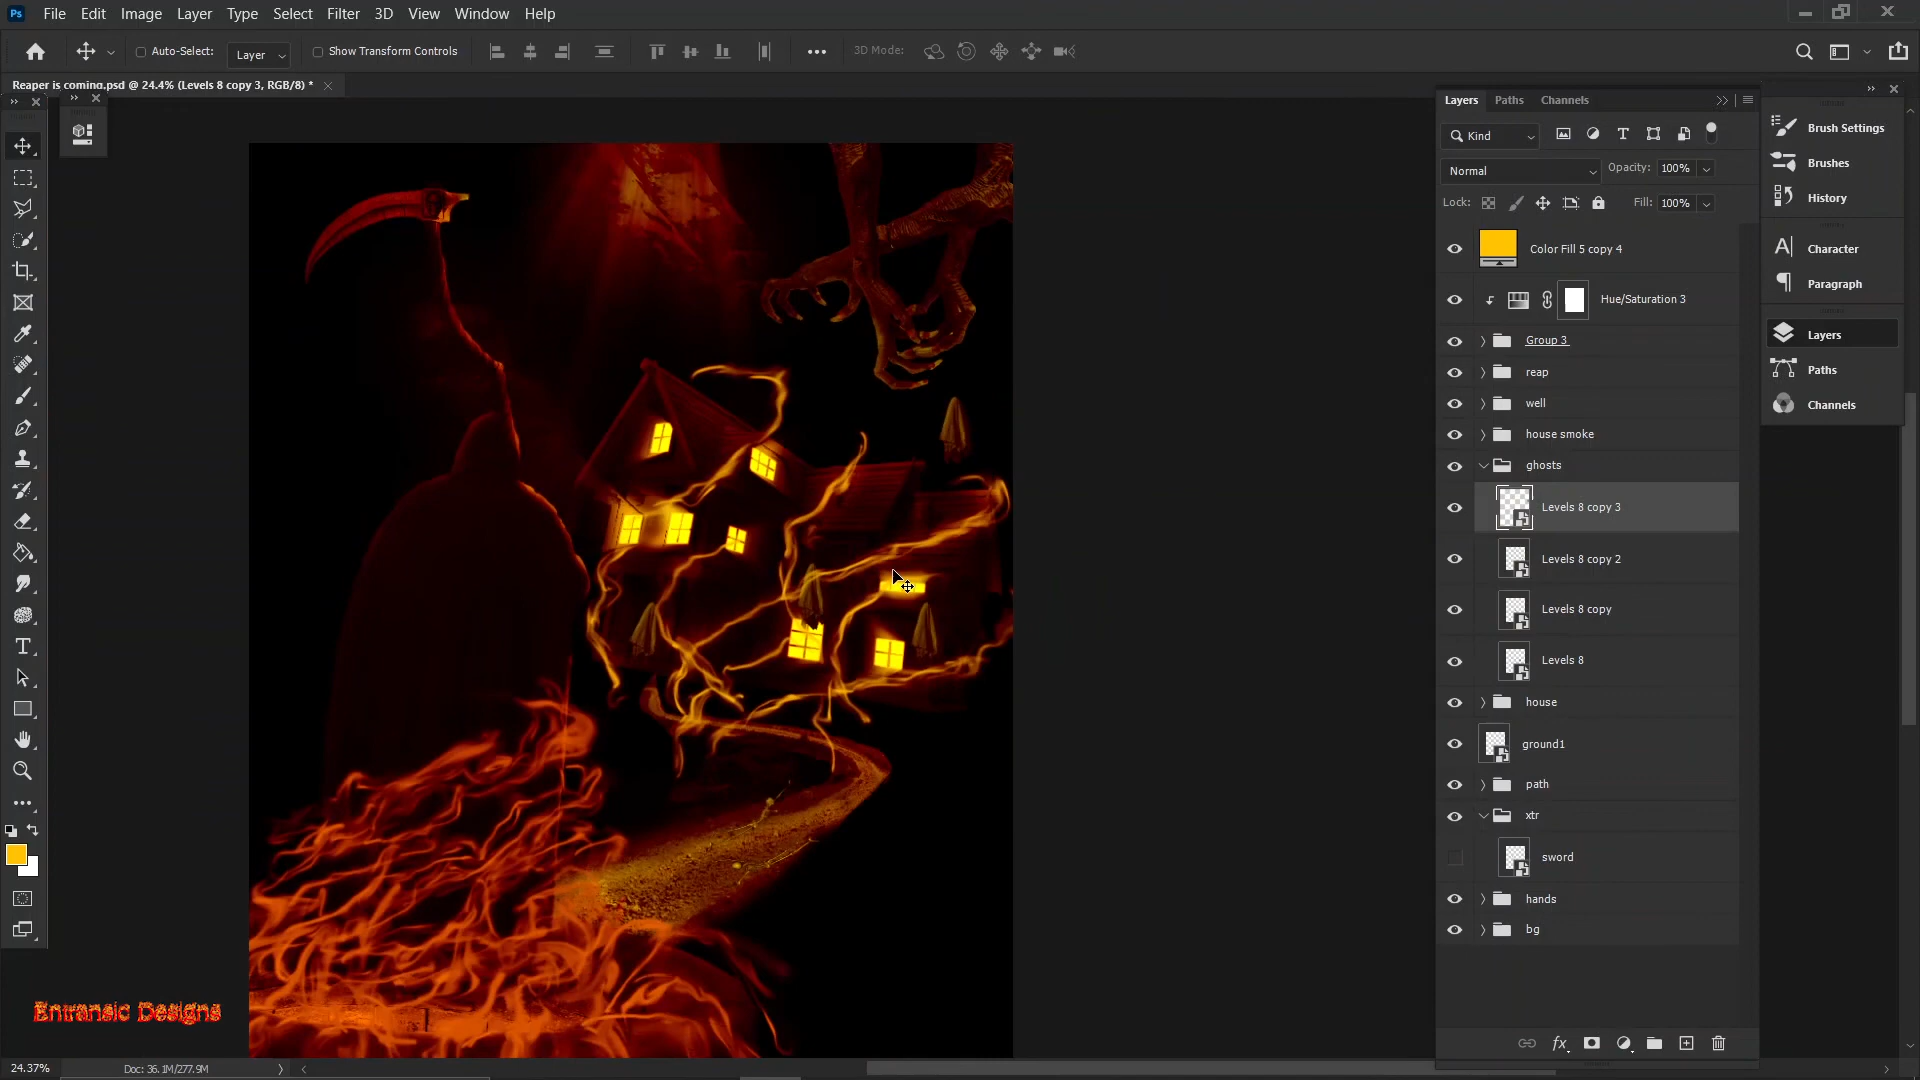 Ps File Edit Image Layer Type Select Filter 3D View Window Help
Auto-Select: Layer Show Transform Controls 3D Mode:
Reaper is coming.psd @ 24.4% (Levels 8 copy 3, RGB/8) *
Layers Paths Channels
Kind
Normal Opacity: 100%
Lock: Fill: 100%
Color Fill 5 copy 4
Hue/Saturation 3
Group 3
reap
well
house smoke
ghosts
Levels 8 copy 3
Levels 8 copy 2
Levels 8 copy
Levels 8
house
ground1
path
xtr
sword
hands
bg
fx
Brush Settings
Brushes
History
Character
Paragraph
Layers
Paths
Channels
Entransic Designs
24.37% Doc: 36.1M/277.9M